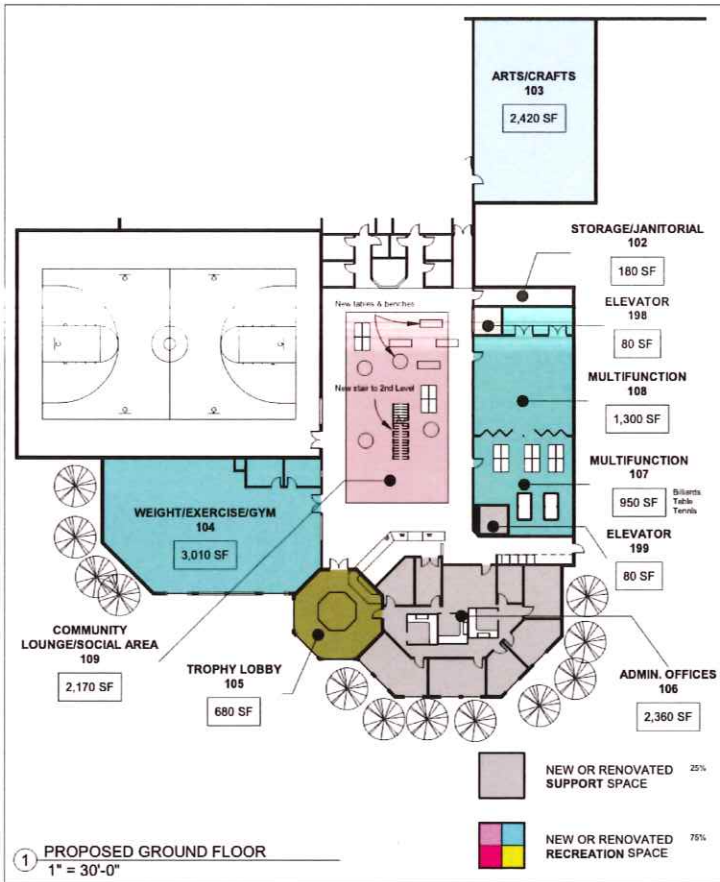 ARTS/CRAFTS
103
2,420 SF
STORAGE/JANITORIAL
102
180 SF
New tables & benches
ELEVATOR
198
80 SF
New stair to 2nd Level
MULTIFUNCTION
108
1,300 SF
MULTIFUNCTION
107
950 SF
Billiards
Table
Tennis
WEIGHT/EXERCISE/GYM
104
3,010 SF
ELEVATOR
199
80 SF
COMMUNITY
LOUNGE/SOCIAL AREA
109
2,170 SF
TROPHY LOBBY
105
680 SF
ADMIN. OFFICES
106
2,360 SF
NEW OR RENOVATED 25%
SUPPORT SPACE
NEW OR RENOVATED 75%
RECREATION SPACE
1 PROPOSED GROUND FLOOR
1" = 30'-0"